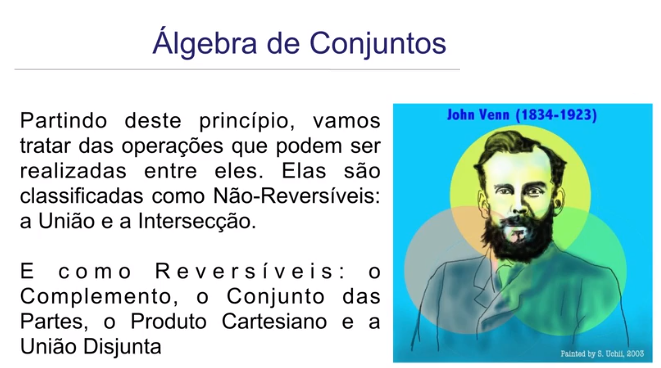 Álgebra de Conjuntos
Partindo deste princípio, vamos
tratar das operações que podem ser
realizadas entre eles. Elas são
classificadas como Não-Reversíveis:
a União e a Intersecção.
E como Reversíveis: o
Complemento, o Conjunto das
Partes, o Produto Cartesiano e a
União Disjunta
John Venn (1834-1923)
Painted by S. Uchii, 2003